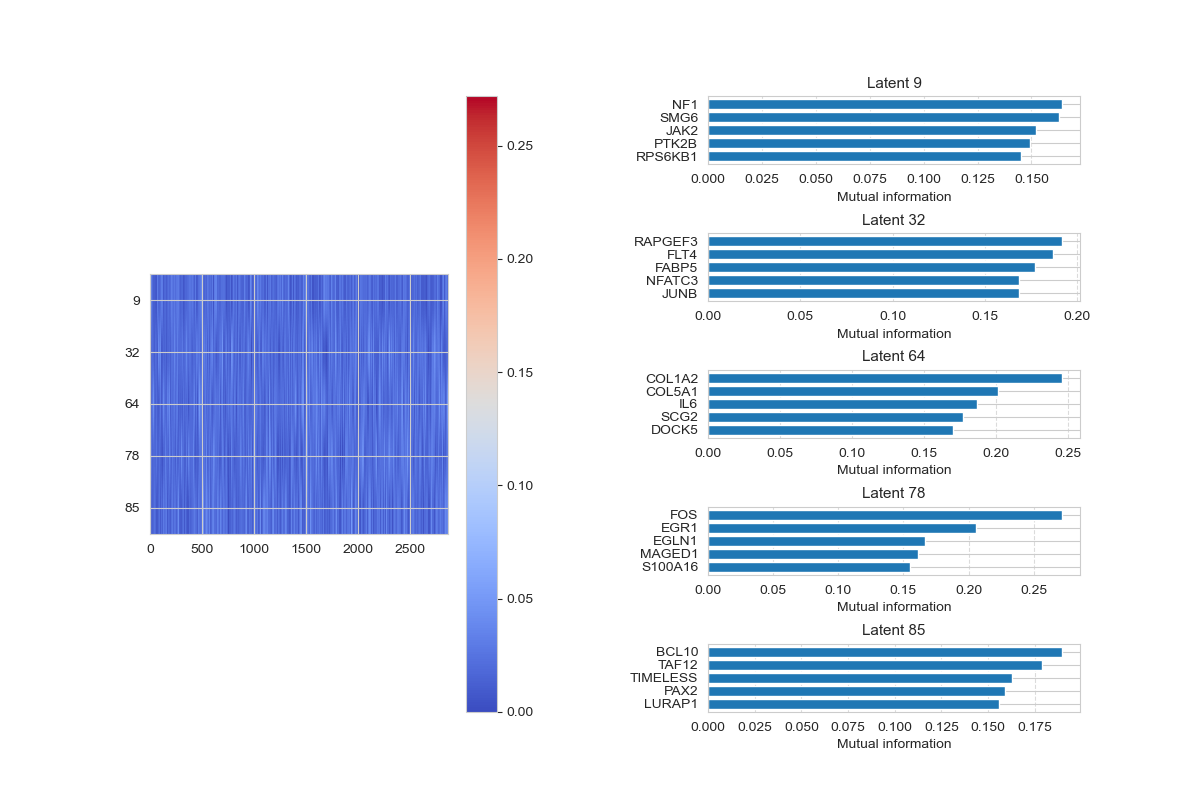 9
32
64
78
85
0 500 1000 1500 2000 2500
0.25
0.20
0.15
0.10
0.05
0.00
Latent 9
NF1
SMG6
JAK2
PTK2B
RPS6KB1
0.000 0.025 0.050 0.075 0.100 0.125 0.150
Mutual information
Latent 32
RAPGEF3
FLT4
FABP5
NFATC3
JUNB
0.00 0.05 0.10 0.15 0.20
Mutual information
Latent 64
COL1A2
COL5A1
IL6
SCG2
DOCK5
0.00 0.05 0.10 0.15 0.20 0.25
Mutual information
Latent 78
FOS
EGR1
EGLN1
MAGED1
S100A16
0.00 0.05 0.10 0.15 0.20 0.25
Mutual information
Latent 85
BCL10
TAF12
TIMELESS
PAX2
LURAP1
0.000 0.025 0.050 0.075 0.100 0.125 0.150 0.175
Mutual information